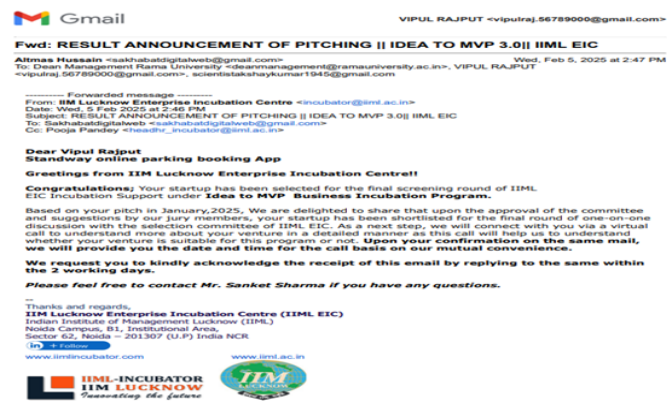 Gmail
VIPUL RAJPUT <vipulraj.56789000@gmail.com>
Fwd: RESULT ANNOUNCEMENT OF PITCHING || IDEA TO MVP 3.0|| IIML EIC
Altmas Hussain <sakhabatdigitalweb@gmail.com> Wed, Feb 5, 2025 at 2:47 PM
To: Dean Management Rama University <deanmanagement@ramauniversity.ac.in>, VIPUL RAJPUT
<vipulraj.56789000@gmail.com>, scientistakshaykumar1945@gmail.com
---------- Forwarded message ---------
From: IIM Lucknow Enterprise Incubation Centre <incubator@iiml.ac.in>
Date: Wed, 5 Feb 2025 at 2:46 PM
Subject: RESULT ANNOUNCEMENT OF PITCHING || IDEA TO MVP 3.0|| IIML EIC
To: Sakhabatdigitalweb <sakhabatdigitalweb@gmail.com>
Cc: Pooja Pandey <headhr_incubator@iiml.ac.in>
Dear Vipul Rajput
Standway online parking booking App
Greetings from IIM Lucknow Enterprise Incubation Centre!!
Congratulations; Your startup has been selected for the final screening round of IIML
EIC Incubation Support under Idea to MVP Business Incubation Program.
Based on your pitch in January,2025, We are delighted to share that upon the approval of the committee
and suggestions by our jury members, your startup has been shortlisted for the final round of one-on-one
discussion with the selection committee of IIML EIC. As a next step, we will connect with you via a virtual
call to understand more about your venture in a detailed manner as this call will help us to understand
whether your venture is suitable for this program or not. Upon your confirmation on the same mail,
we will provide you the date and time for the call basis on our mutual convenience.
We request you to kindly acknowledge the receipt of this email by replying to the same within
the 2 working days.
Please feel free to contact Mr. Sanket Sharma if you have any questions.
--
Thanks and regards,
IIM Lucknow Enterprise Incubation Centre (IIML EIC)
Indian Institute of Management Lucknow (IIML)
Noida Campus, B1, Institutional Area,
Sector 62, Noida – 201307 (U.P) India NCR
in + Follow
www.iimlincubator.com www.iiml.ac.in
IIML-INCUBATOR
IIM LUCKNOW
Innovating the future
IIM
LUCKNOW